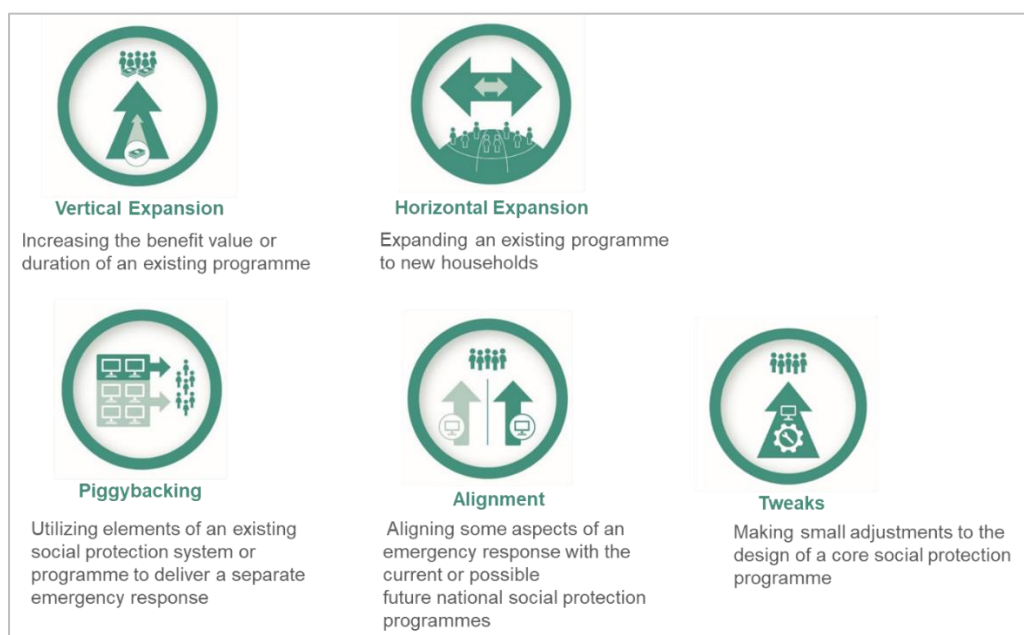 Vertical Expansion
Increasing the benefit value or
duration of an existing programme
Horizontal Expansion
Expanding an existing programme
to new households
Piggybacking
Utilizing elements of an existing
social protection system or
programme to deliver a separate
emergency response
Alignment
Aligning some aspects of an
emergency response with the
current or possible
future national social protection
programmes
Tweaks
Making small adjustments to the
design of a core social protection
programme